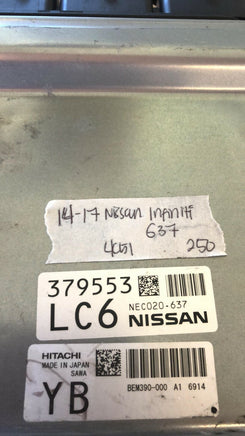 14-17 Nissan Infiniti
637
250
379553
LC6 NEC020-637
NISSAN
HITACHI
MADE IN JAPAN
SAWA
YB
BEM390-000 A1 6914